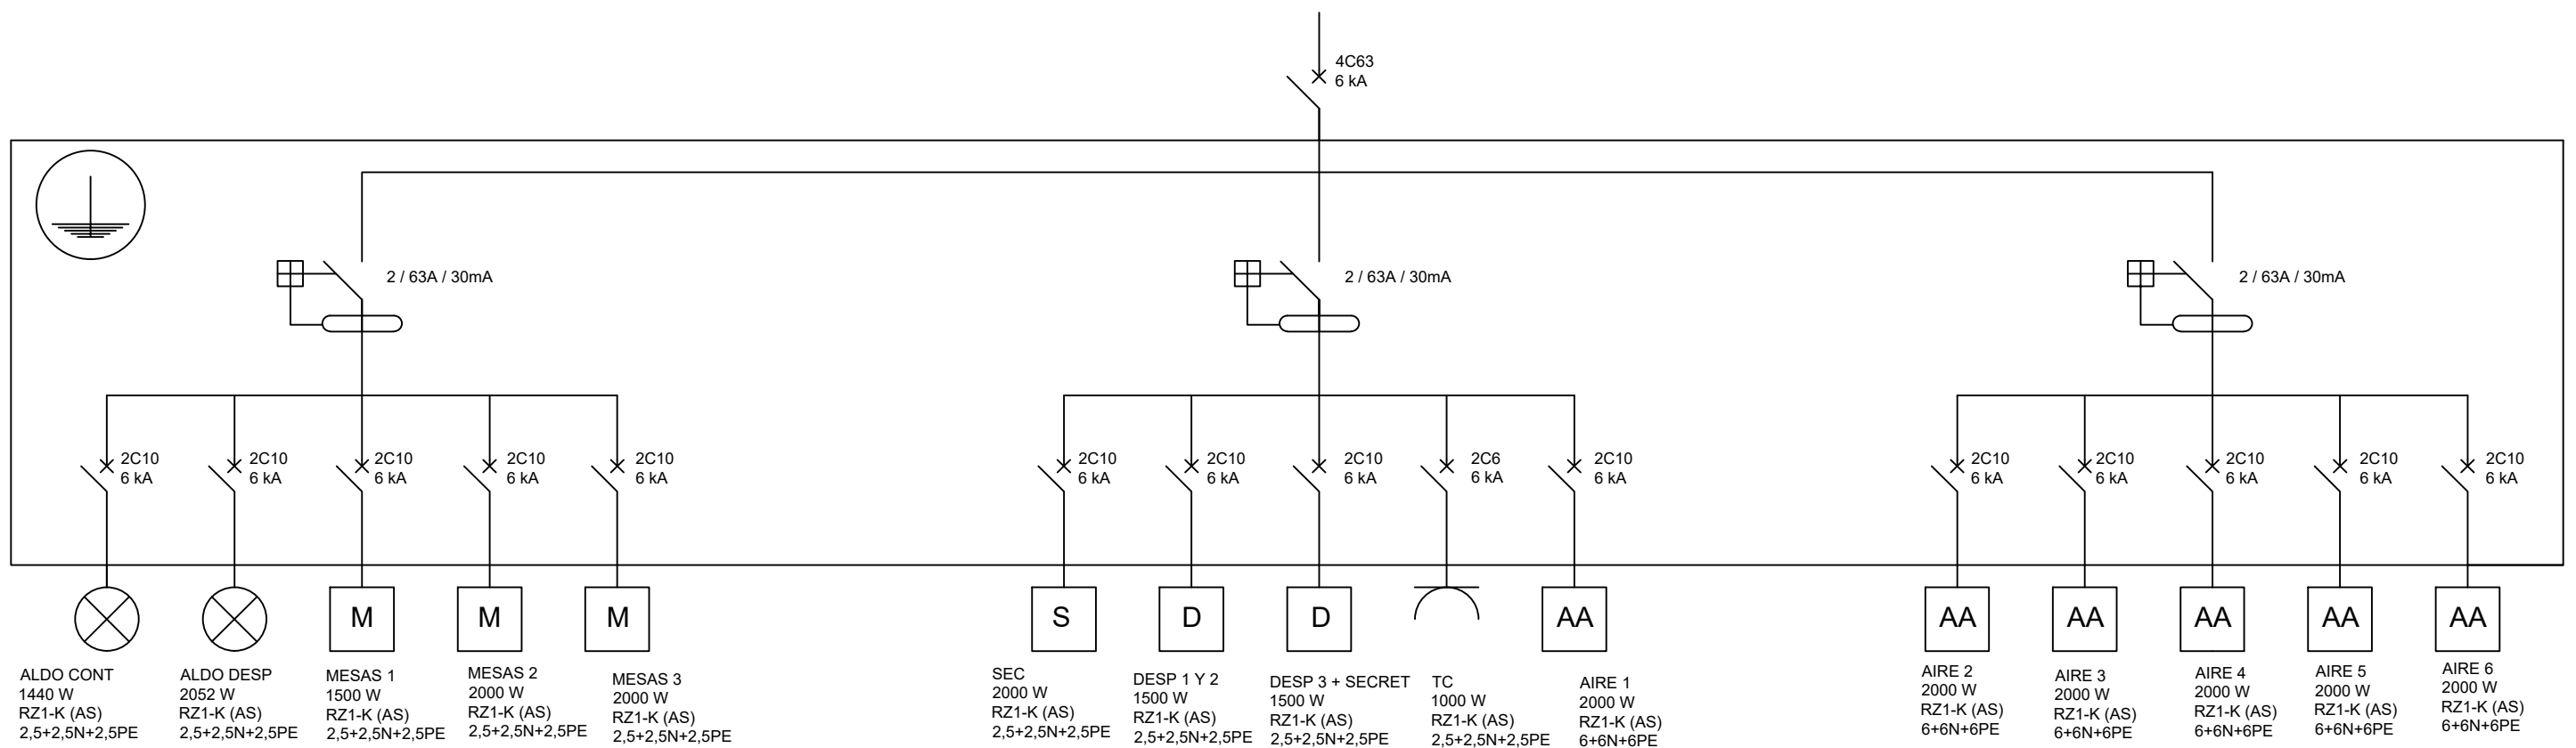 4C63
6 kA
2 / 63A / 30mA
2 / 63A / 30mA
2 / 63A / 30mA
2C10
6 kA
2C10
6 kA
2C10
6 kA
2C10
6 kA
2C10
6 kA
2C10
6 kA
2C10
6 kA
2C10
6 kA
2C6
6 kA
2C10
6 kA
2C10
6 kA
2C10
6 kA
2C10
6 kA
2C10
6 kA
2C10
6 kA
M
M
M
S
D
D
AA
AA
AA
AA
AA
AA
ALDO CONT
1440 W
RZ1-K (AS)
2,5+2,5N+2,5PE
ALDO DESP
2052 W
RZ1-K (AS)
2,5+2,5N+2,5PE
MESAS 1
1500 W
RZ1-K (AS)
2,5+2,5N+2,5PE
MESAS 2
2000 W
RZ1-K (AS)
2,5+2,5N+2,5PE
MESAS 3
2000 W
RZ1-K (AS)
2,5+2,5N+2,5PE
SEC
2000 W
RZ1-K (AS)
2,5+2,5N+2,5PE
DESP 1 Y 2
1500 W
RZ1-K (AS)
2,5+2,5N+2,5PE
DESP 3 + SECRET
1500 W
RZ1-K (AS)
2,5+2,5N+2,5PE
TC
1000 W
RZ1-K (AS)
2,5+2,5N+2,5PE
AIRE 1
2000 W
RZ1-K (AS)
6+6N+6PE
AIRE 2
2000 W
RZ1-K (AS)
6+6N+6PE
AIRE 3
2000 W
RZ1-K (AS)
6+6N+6PE
AIRE 4
2000 W
RZ1-K (AS)
6+6N+6PE
AIRE 5
2000 W
RZ1-K (AS)
6+6N+6PE
AIRE 6
2000 W
RZ1-K (AS)
6+6N+6PE